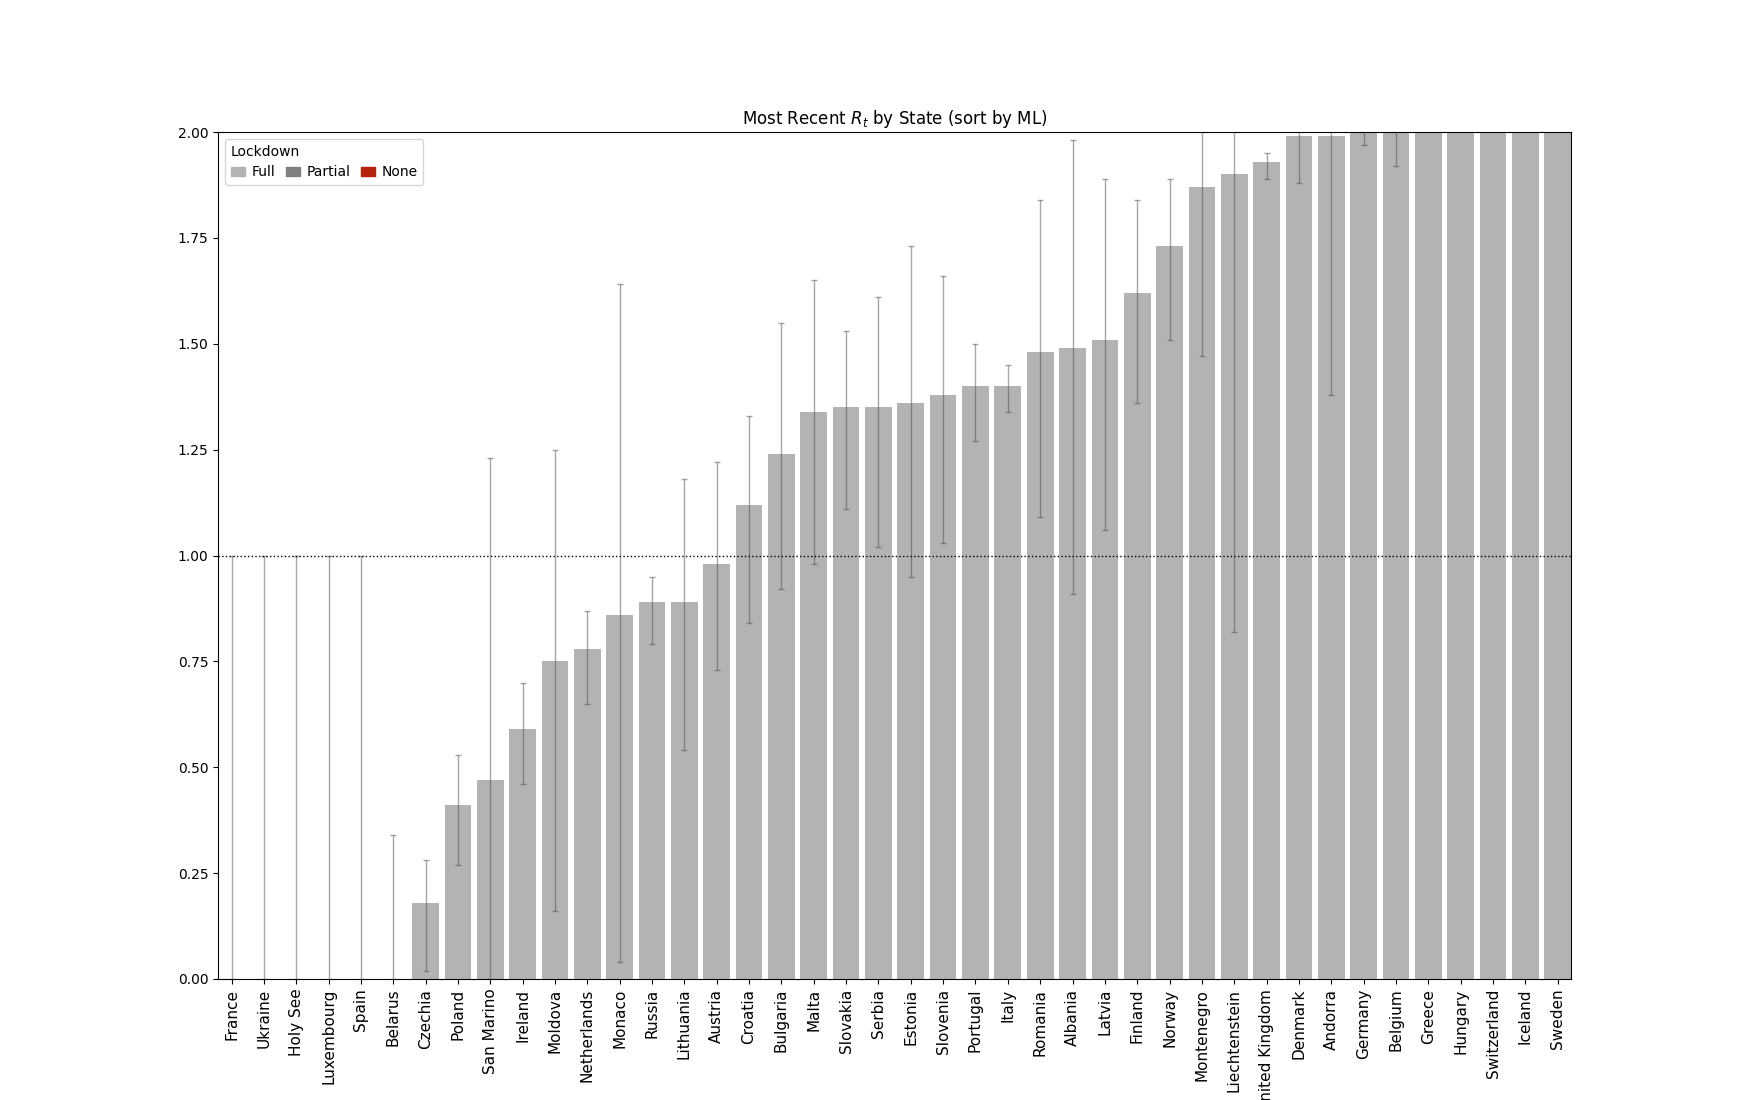 Most Recent Rt by State (sort by ML)
Lockdown
Full Partial None
2.00
1.75
1.50
1.25
1.00
0.75
0.50
0.25
0.00
France
Ukraine
Holy See
Luxembourg
Spain
Belarus
Czechia
Poland
San Marino
Ireland
Moldova
Netherlands
Monaco
Russia
Lithuania
Austria
Croatia
Bulgaria
Malta
Slovakia
Serbia
Estonia
Slovenia
Portugal
Italy
Romania
Albania
Latvia
Finland
Norway
Montenegro
Liechtenstein
nited Kingdom
Denmark
Andorra
Germany
Belgium
Greece
Hungary
Switzerland
Iceland
Sweden